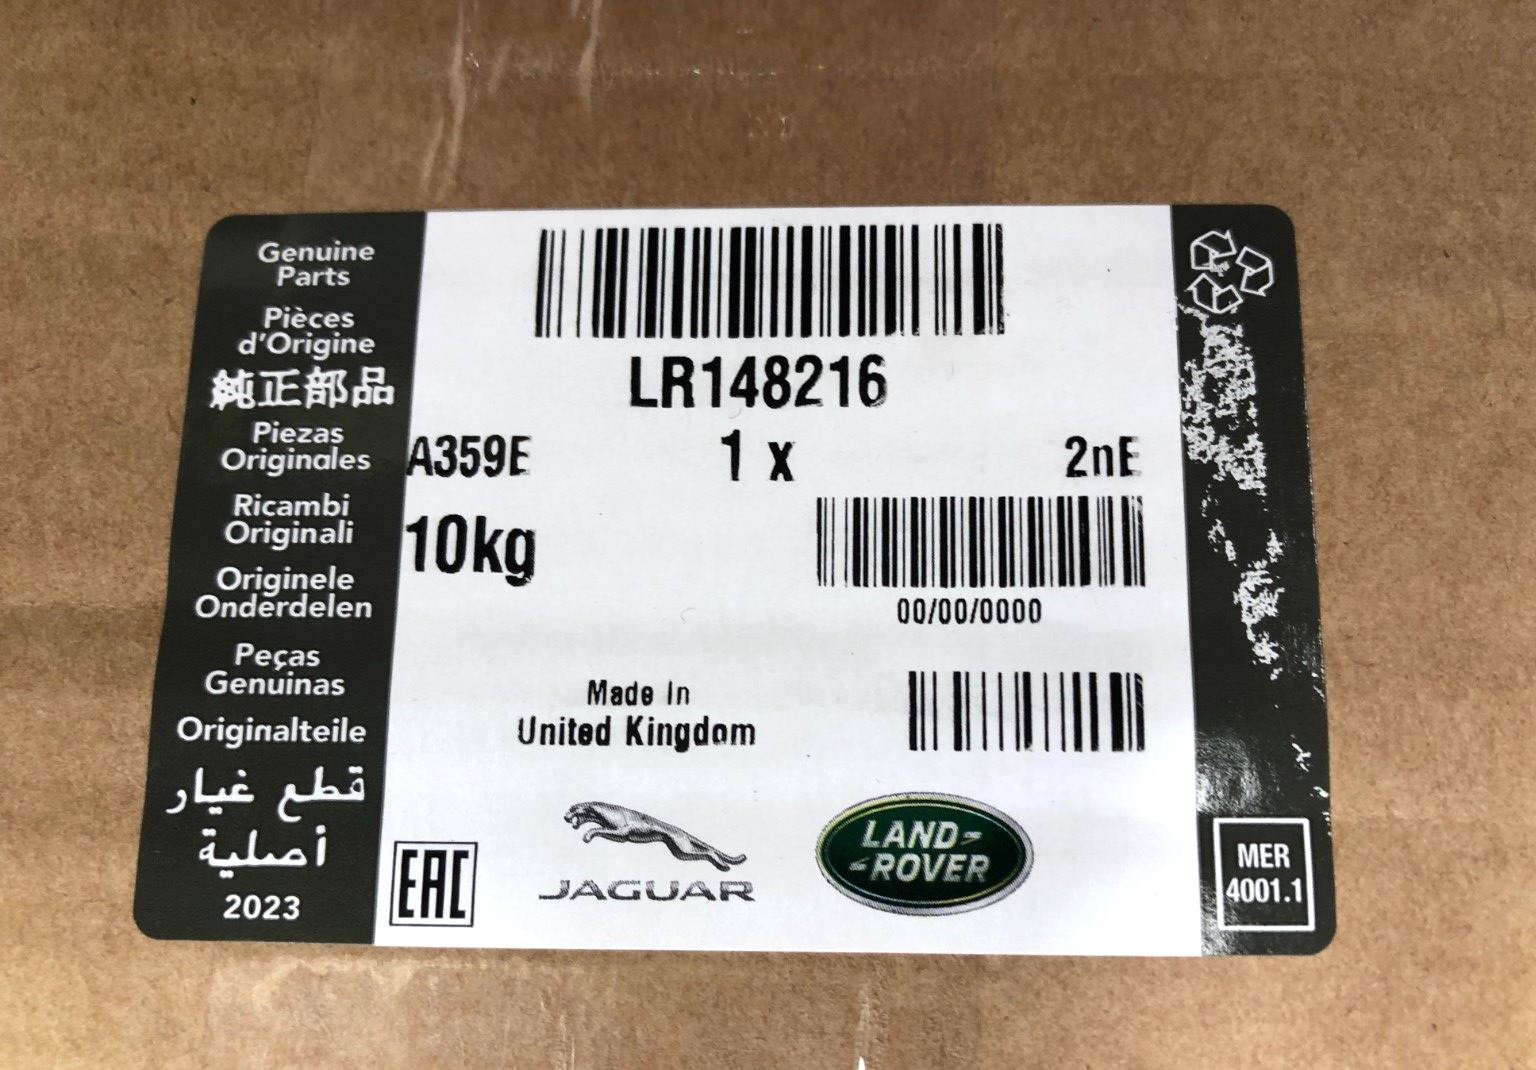 Genuine
Parts
Pièces
d'Origine
純正部品
Piezas
Originales
Ricambi
Originali
Originele
Onderdelen
Peças
Genuinas
Originalteile
قطع غيار
أصلية
2023
LR148216
A359E 1 x 2nE
10kg
00/00/0000
Made In
United Kingdom
EAC
JAGUAR
LAND-
-ROVER
MER
4001.1